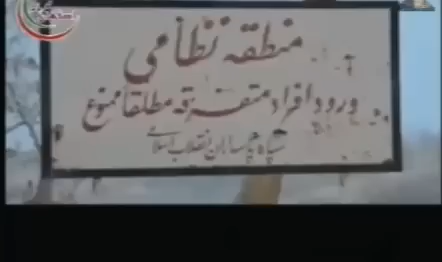 منطقه نظامی
ورود افراد متفرقه مطلقاً ممنوع
سپاه پاسداران انقلاب اسلامی